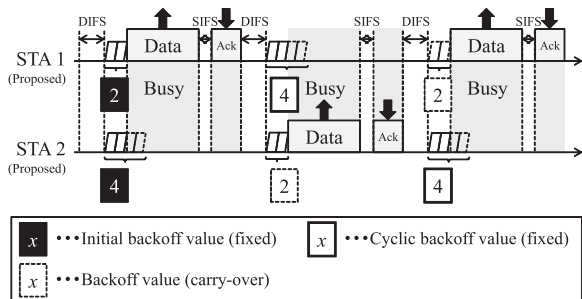 DIFS SIFS DIFS SIFS DIFS SIFS
STA 1 Data Ack Data Ack
(Proposed)
2 Busy 4 Busy 2 Busy
STA 2 Data Ack
(Proposed)
4 2 4
x •••Initial backoff value (fixed) x •••Cyclic backoff value (fixed)
x •••Backoff value (carry-over)